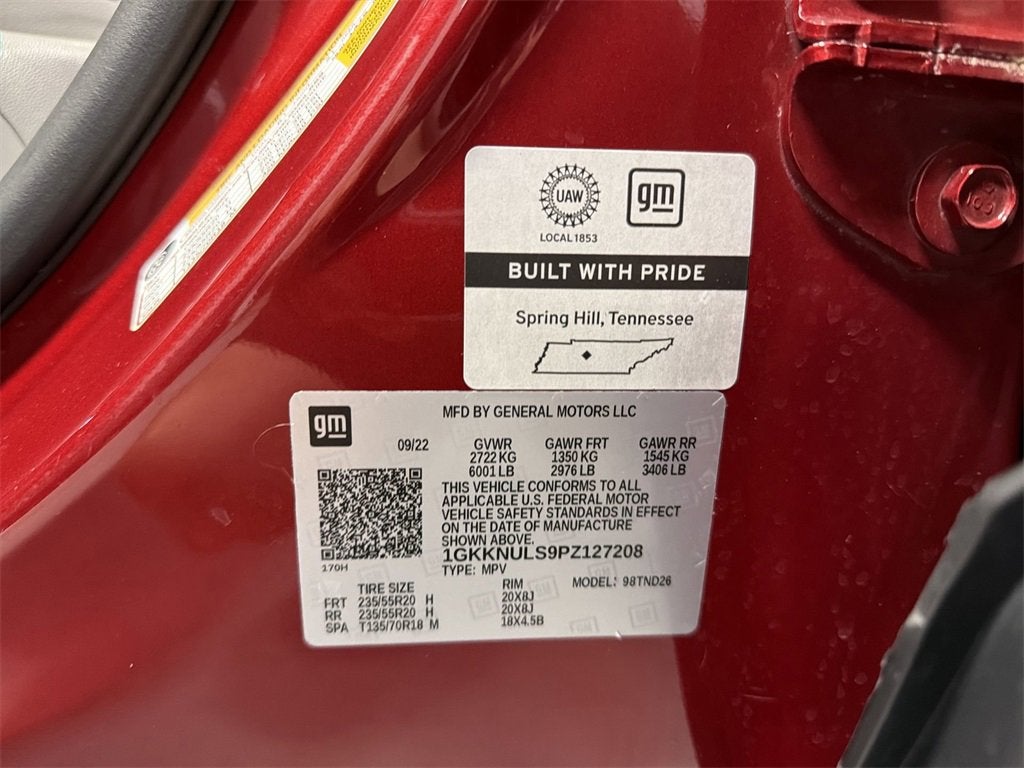 UAW
gm
LOCAL 1853
BUILT WITH PRIDE
Spring Hill, Tennessee
gm
MFD BY GENERAL MOTORS LLC
09/22 GVWR GAWR FRT GAWR RR
2722 KG 1350 KG 1545 KG
6001 LB 2976 LB 3406 LB
THIS VEHICLE CONFORMS TO ALL
APPLICABLE U.S. FEDERAL MOTOR
VEHICLE SAFETY STANDARDS IN EFFECT
ON THE DATE OF MANUFACTURE
SHOWN ABOVE.
1GKKNULS9PZ127208
170H
TYPE: MPV
TIRE SIZE RIM MODEL: 98TND26
FRT 235/55R20 H 20X8J
RR 235/55R20 H 20X8J
SPA T135/70R18 M 18X4.5B